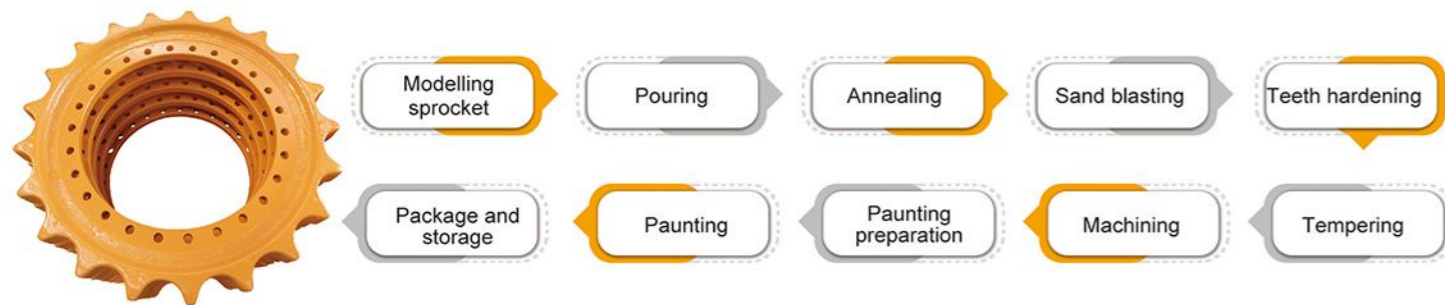 Modelling
sprocket
Pouring
Annealing
Sand blasting
Teeth hardening
Tempering
Machining
Paunting
preparation
Paunting
Package and
storage